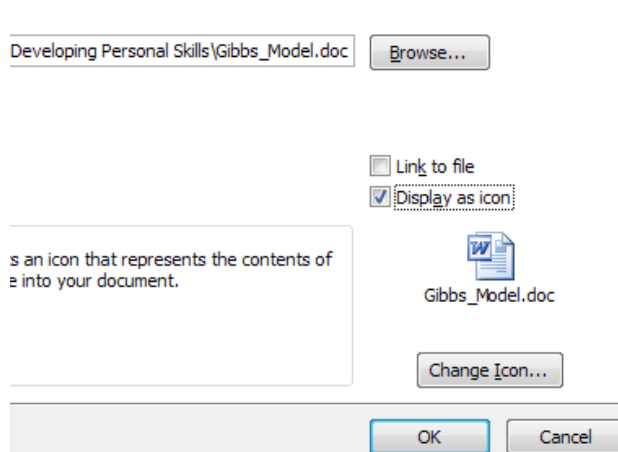 Developing Personal Skills\Gibbs_Model.doc
Browse...
Link to file
Display as icon
s an icon that represents the contents of
e into your document.
Gibbs_Model.doc
Change Icon...
OK
Cancel